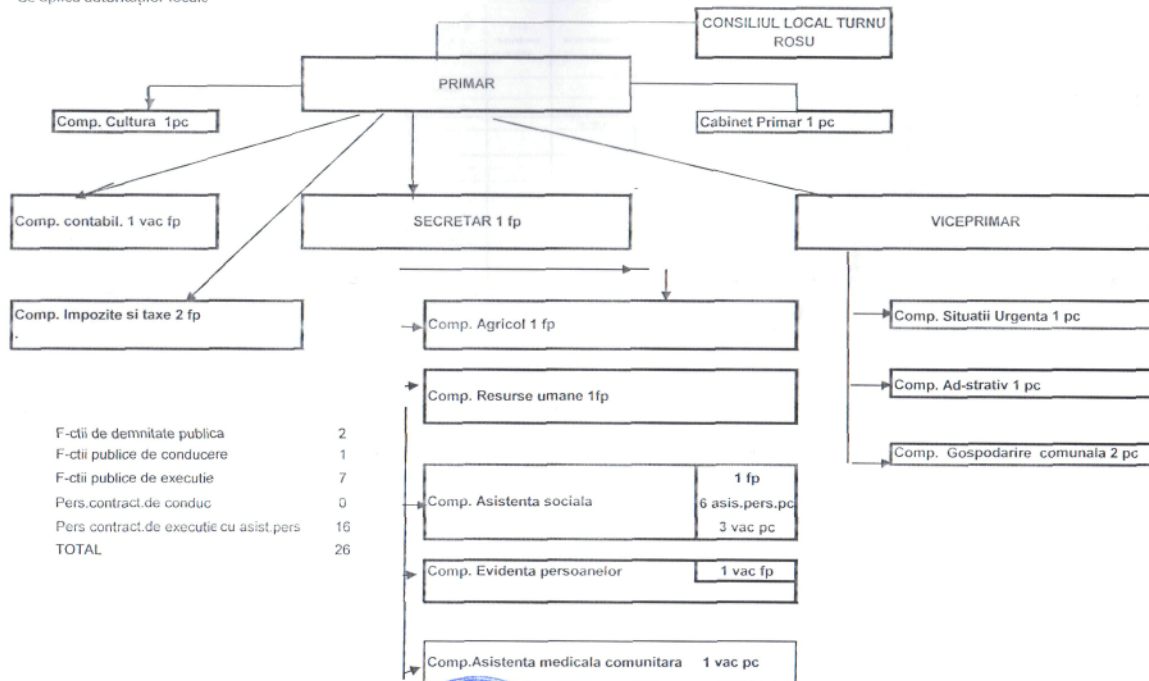 CONSILIUL LOCAL TURNU
ROSU
PRIMAR
Comp. Cultura 1pc
Cabinet Primar 1 pc
Comp. contabil. 1 vac fp
SECRETAR 1 fp
VICEPRIMAR
Comp. Impozite si taxe 2 fp
.
Comp. Agricol 1 fp
Comp. Situatii Urgenta 1 pc
Comp. Resurse umane 1fp
Comp. Ad-strativ 1 pc
Comp. Gospodarire comunala 2 pc
F-ctii de demnitate publica 2
F-ctii publice de conducere 1
F-ctii publice de executie 7
Pers.contract.de conduc 0
Pers contract.de executie cu asist.pers 16
TOTAL 26
Comp. Asistenta sociala
1 fp
6 asis.pers.pc
3 vac pc
Comp. Evidenta persoanelor 1 vac fp
Comp.Asistenta medicala comunitara 1 vac pc